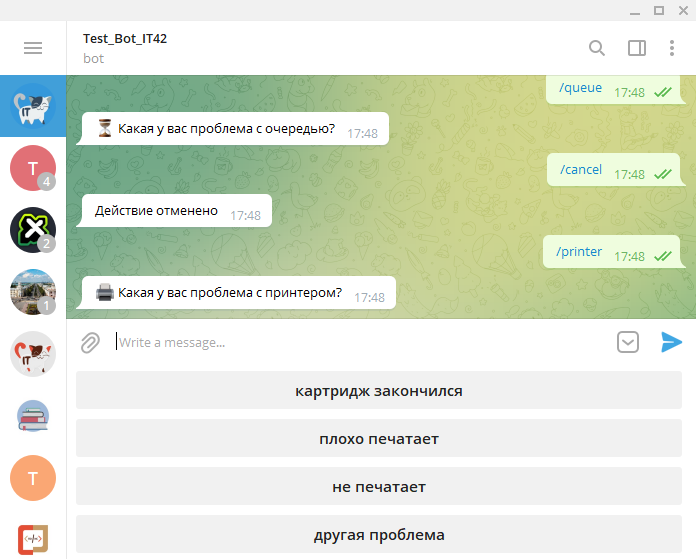 Test_Bot_IT42
bot
/queue 17:48
⏳ Какая у вас проблема с очередью? 17:48
/cancel 17:48
Действие отменено 17:48
/printer 17:48
🖨 Какая у вас проблема с принтером? 17:48
Write a message...
картридж закончился
плохо печатает
не печатает
другая проблема
IT
T
4
2
1
IT
T